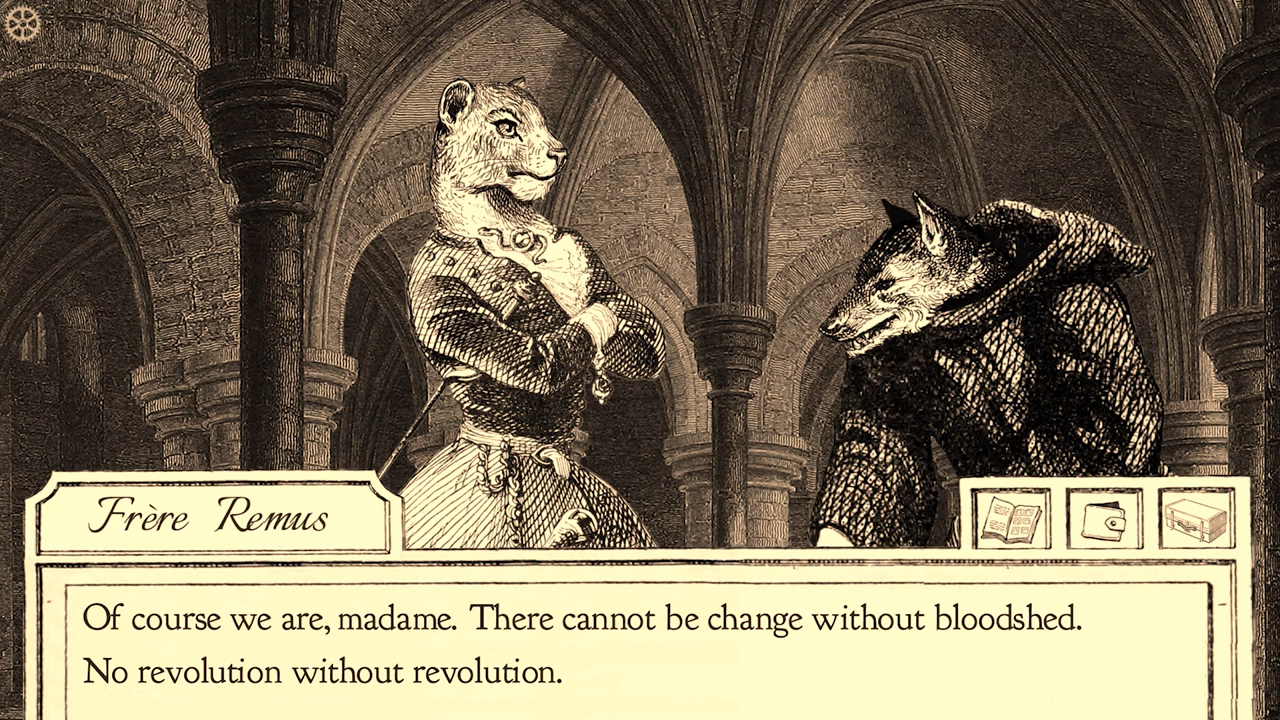 Frère Remus
Of course we are, madame. There cannot be change without bloodshed.
No revolution without revolution.